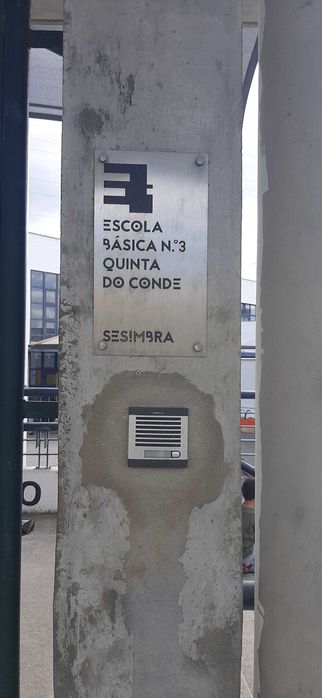 ESCOLA
BÁSICA N.º3
QUINTA
DO CONDE
SESIMBRA
O